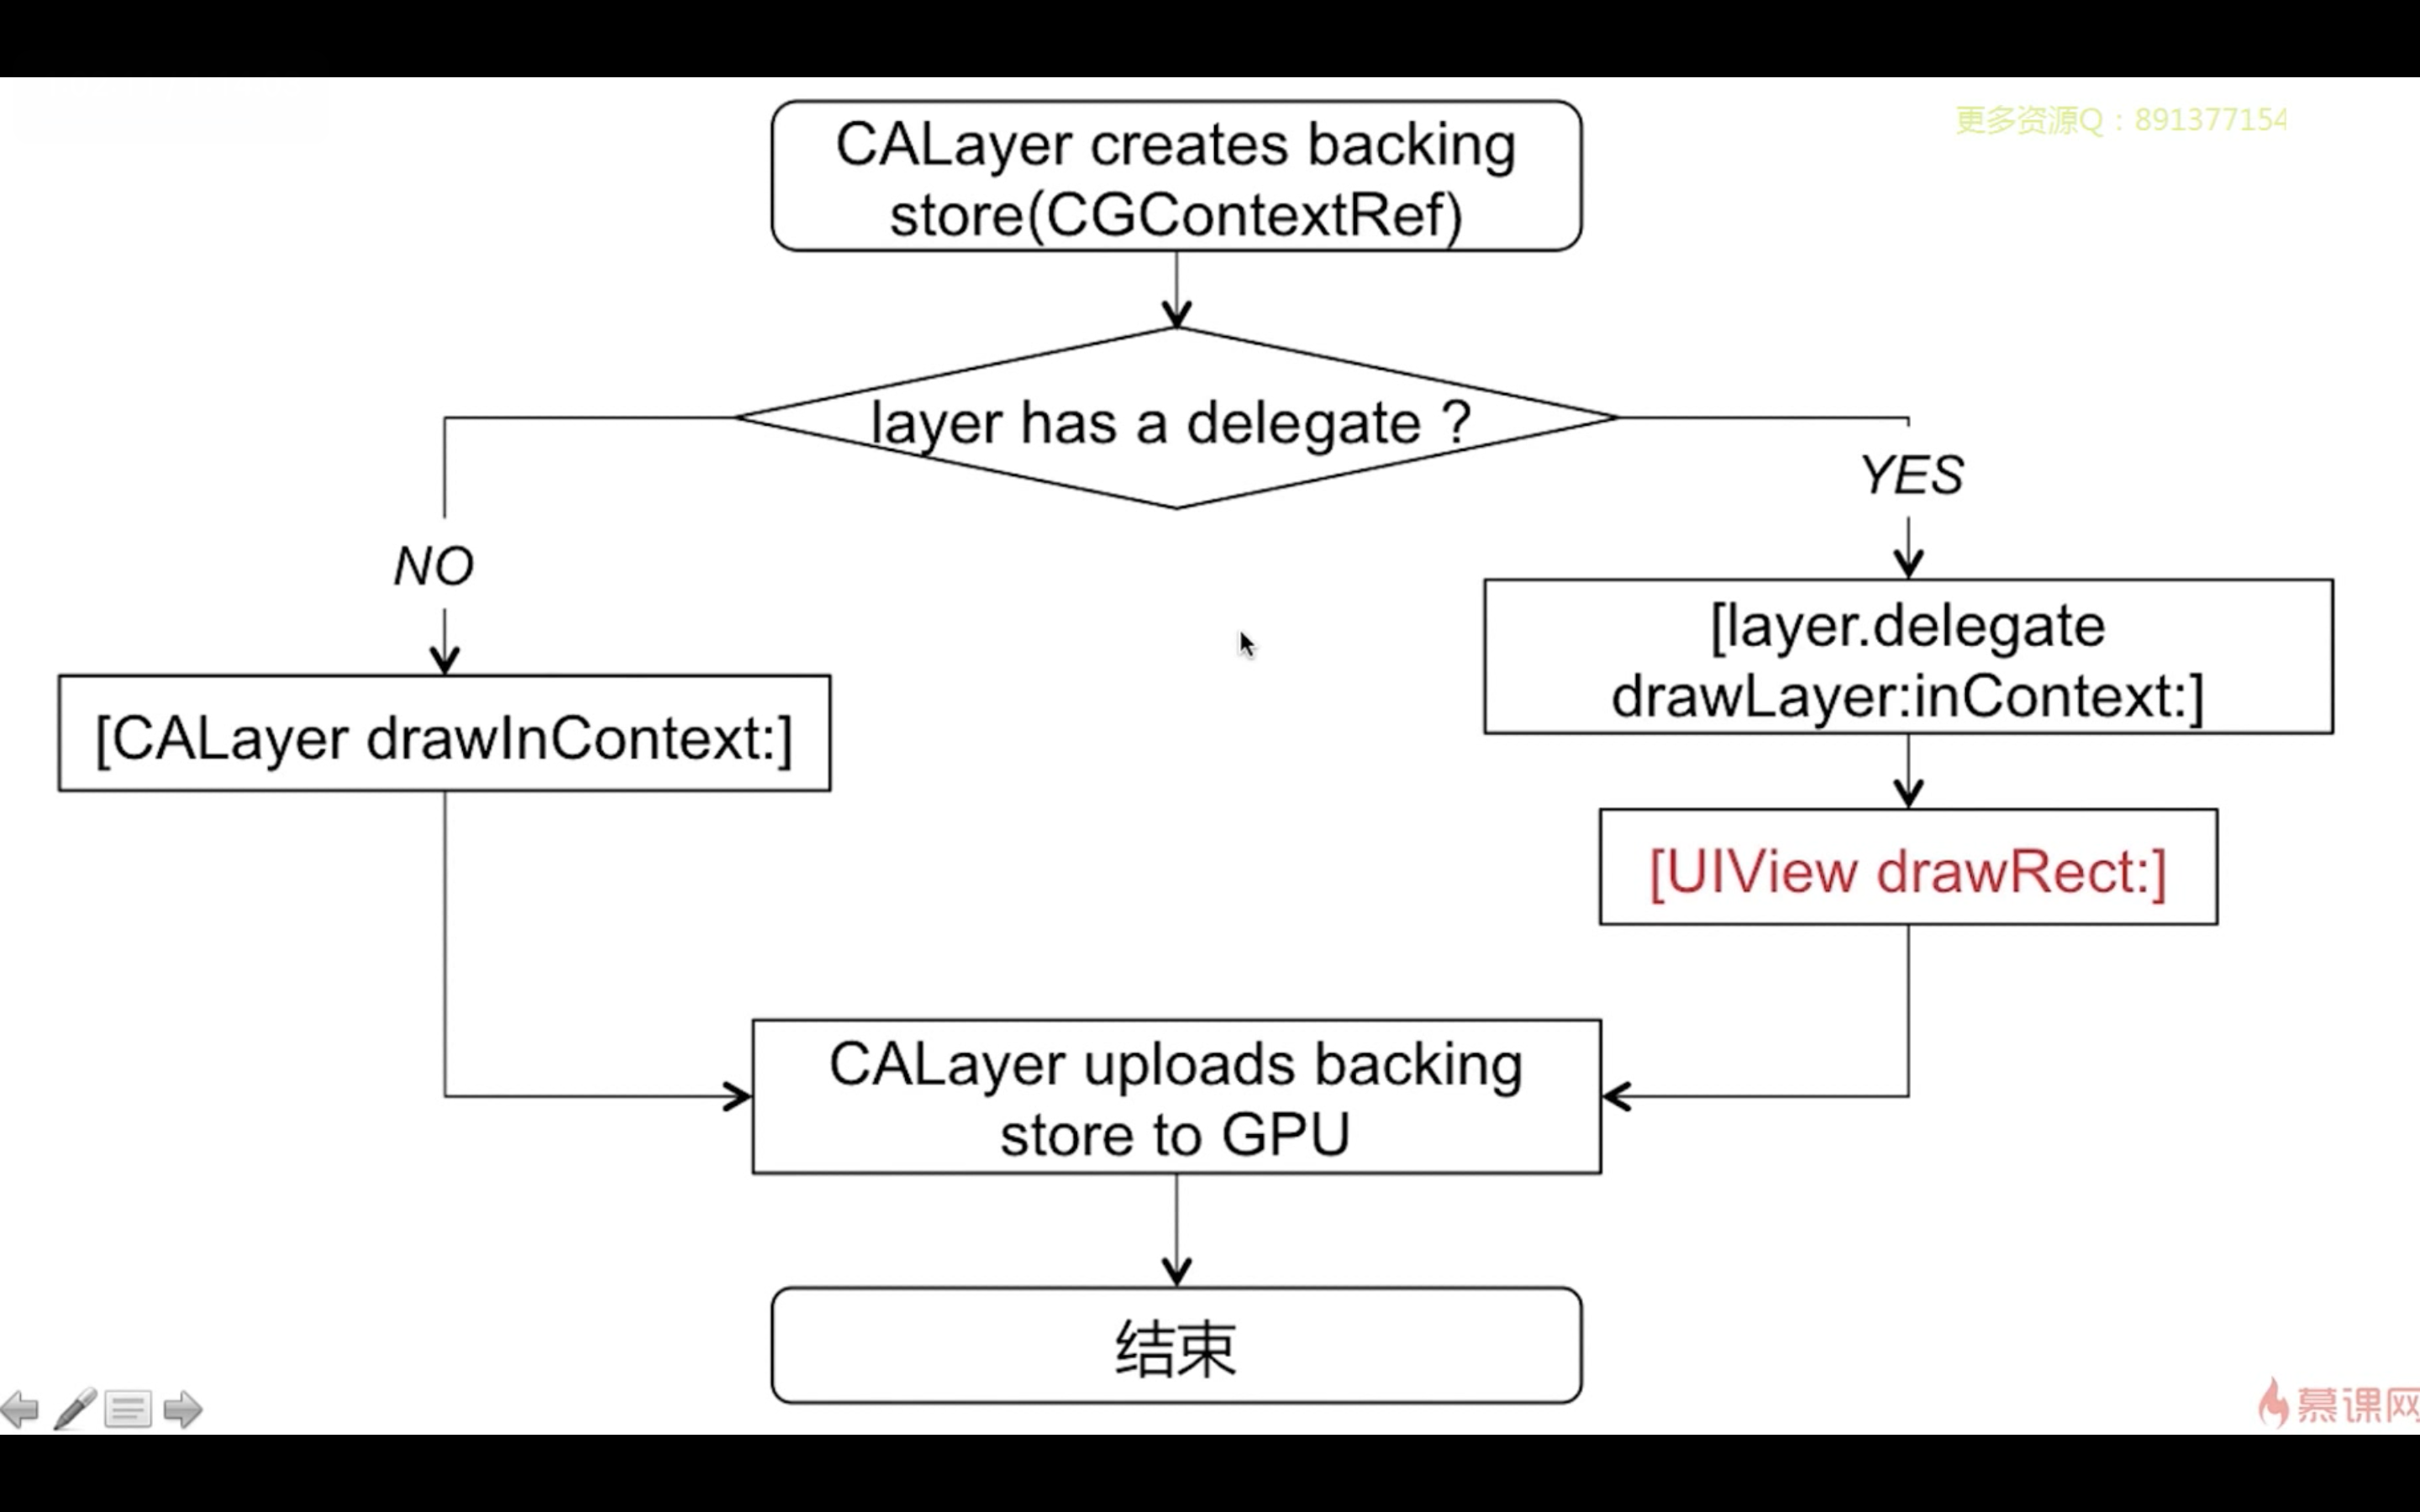 更多资源Q：891377154
CALayer creates backing
store(CGContextRef)
layer has a delegate ?
YES
NO
[layer.delegate
drawLayer:inContext:]
[CALayer drawInContext:]
[UIView drawRect:]
CALayer uploads backing
store to GPU
结束
慕课网